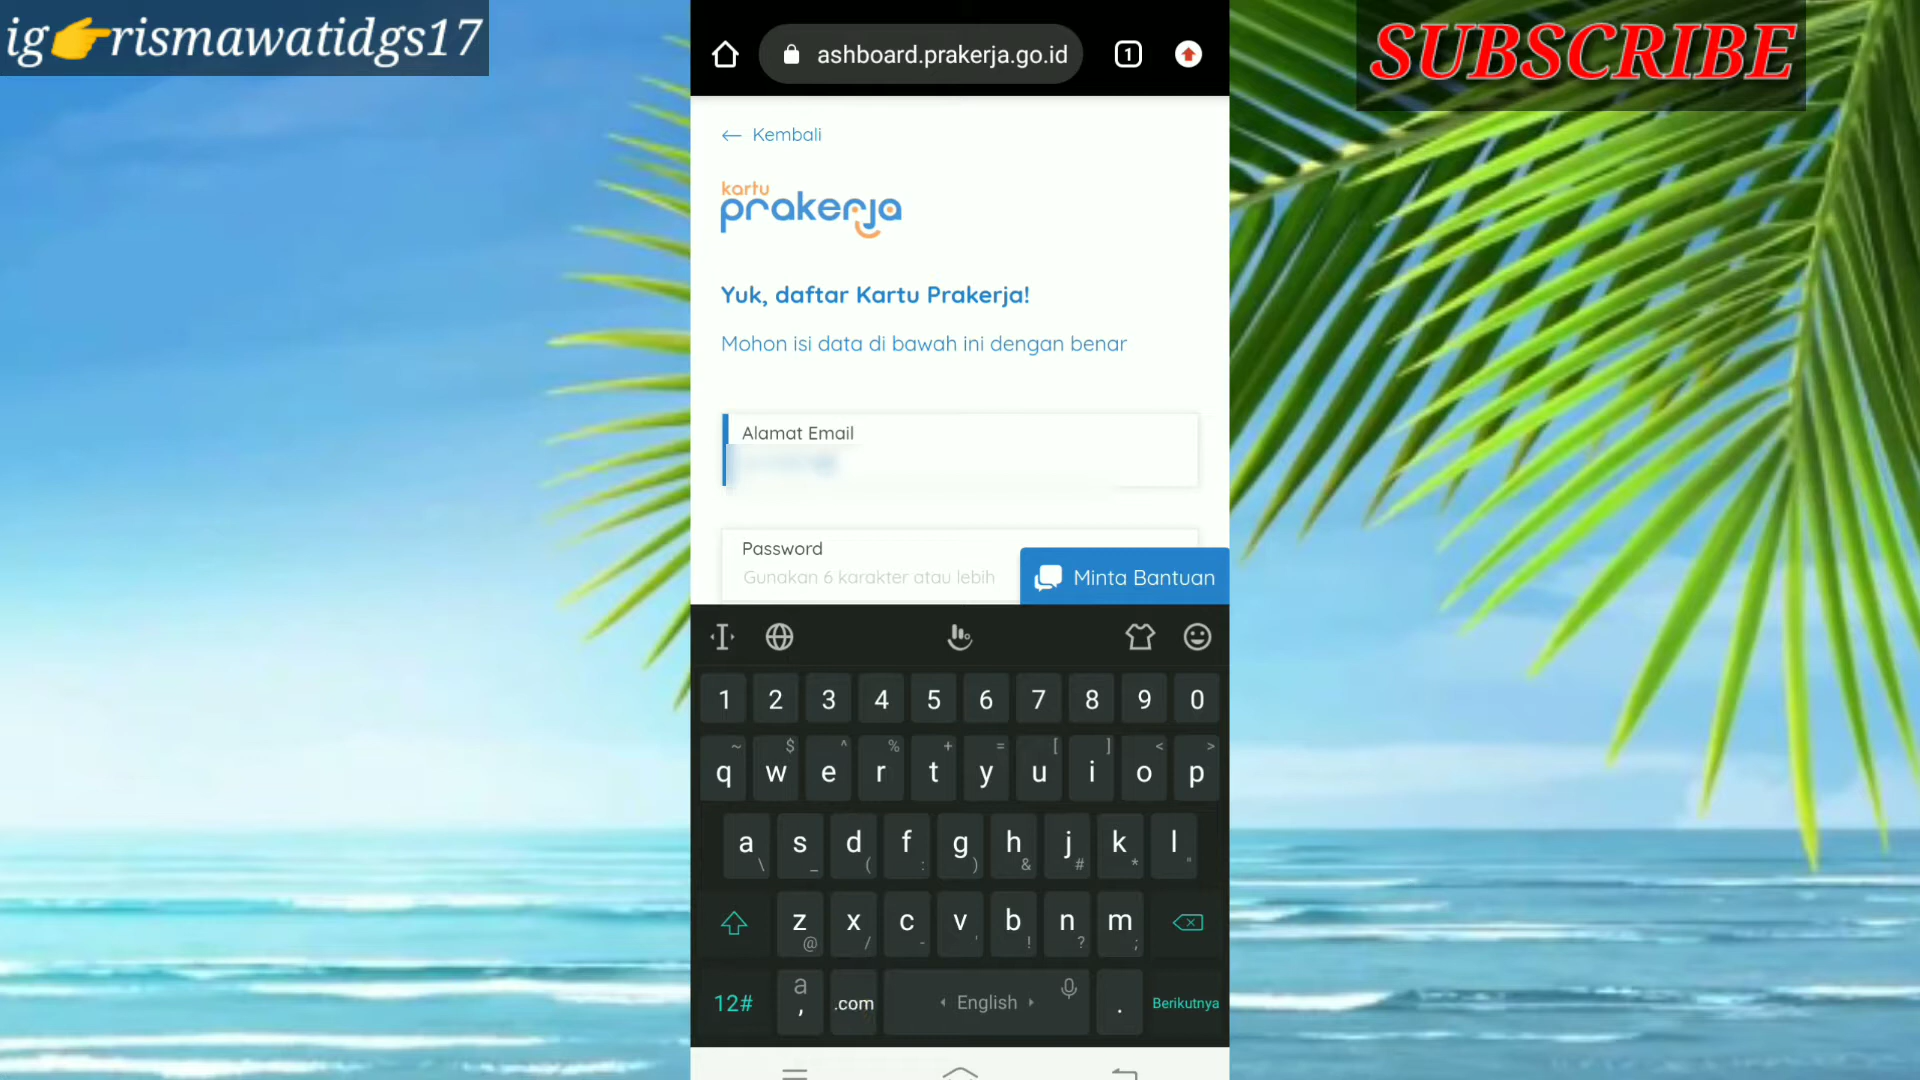 ig👉rismawatidgs17
SUBSCRIBE
1
ashboard.prakerja.go.id
← Kembali
kartu
prakerja
Yuk, daftar Kartu Prakerja!
Mohon isi data di bawah ini dengan benar
Alamat Email
Password
Gunakan 6 karakter atau lebih
Minta Bantuan
1 2 3 4 5 6 7 8 9 0
~ $ ^ % + = [ ] < >
q w e r t y u i o p
a s d f g h j k l
\ _ ( : ) & # * "
z x c v b n m
@ / - ' ! ? ;
12# a , .com English . Berikutnya